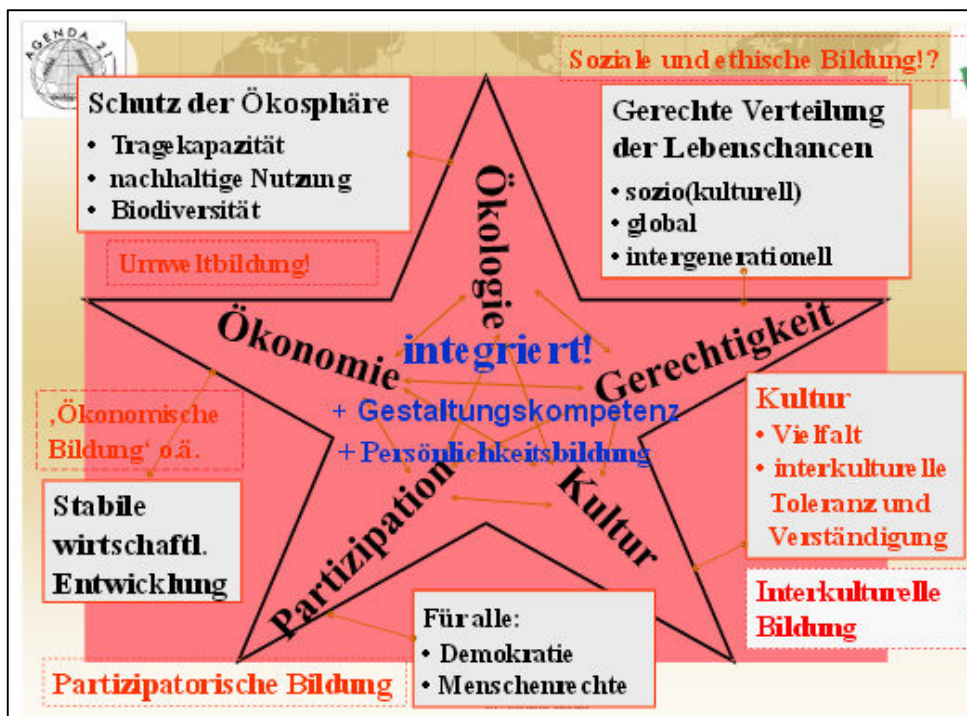 AGENDA 21
Soziale und ethische Bildung!?
Schutz der Ökosphäre
• Tragekapazität
• nachhaltige Nutzung
• Biodiversität
Gerechte Verteilung
der Lebenschancen
• sozio(kulturell)
• global
• intergenerationell
Umweltbildung!
Ökologie
Ökonomie
Gerechtigkeit
integriert!
+ Gestaltungskompetenz
+ Persönlichkeitsbildung
Partizipation
Kultur
‚Ökonomische
Bildung‘ o.ä.
Stabile
wirtschaftl.
Entwicklung
Kultur
• Vielfalt
• interkulturelle
Toleranz und
Verständigung
Interkulturelle
Bildung
Für alle:
• Demokratie
• Menschenrechte
Partizipatorische Bildung